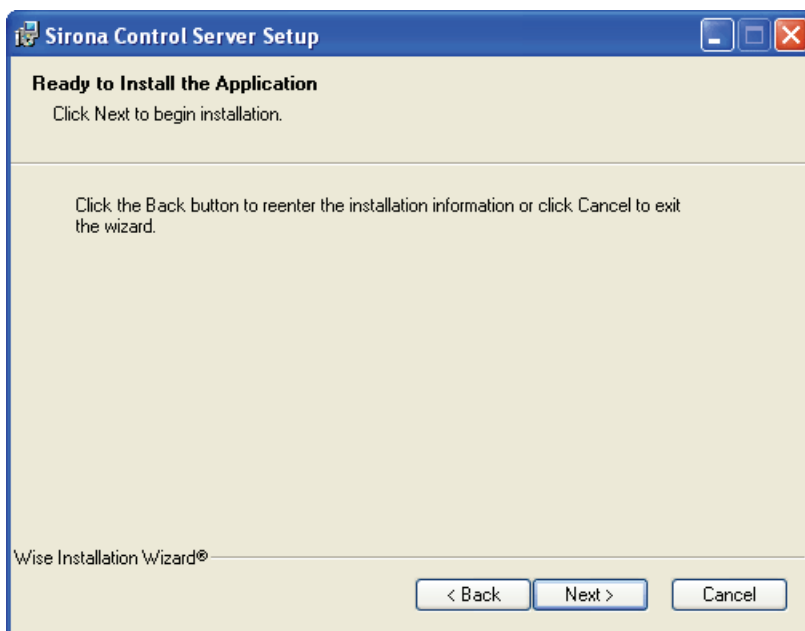 Sirona Control Server Setup
Ready to Install the Application
Click Next to begin installation.
Click the Back button to reenter the installation information or click Cancel to exit
the wizard.
Wise Installation Wizard®
< Back
Next >
Cancel